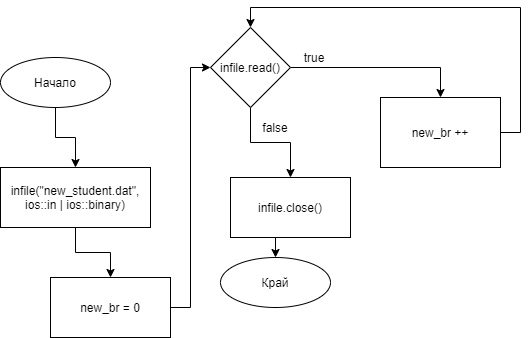 Начало
infile("new_student.dat",
ios::in | ios::binary)
new_br = 0
infile.read()
true
new_br ++
false
infile.close()
Край